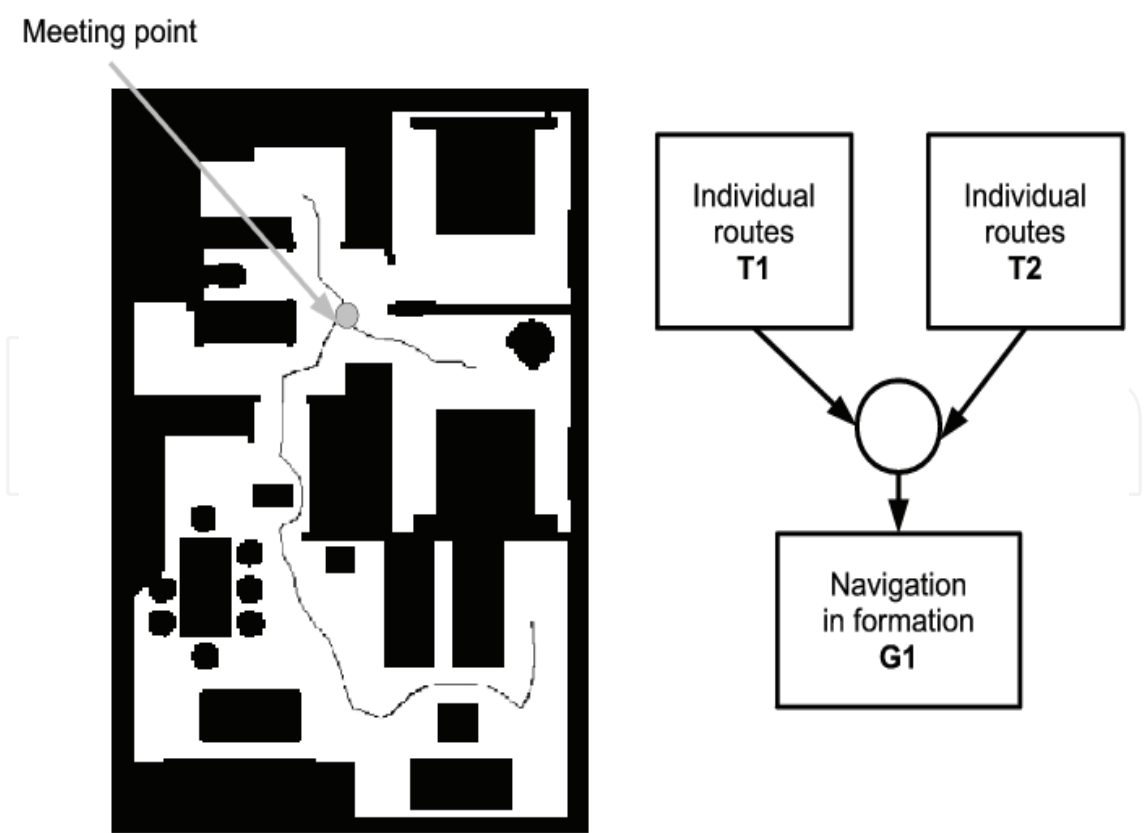 Meeting point
Individual
routes
T1
Individual
routes
T2
Navigation
in formation
G1